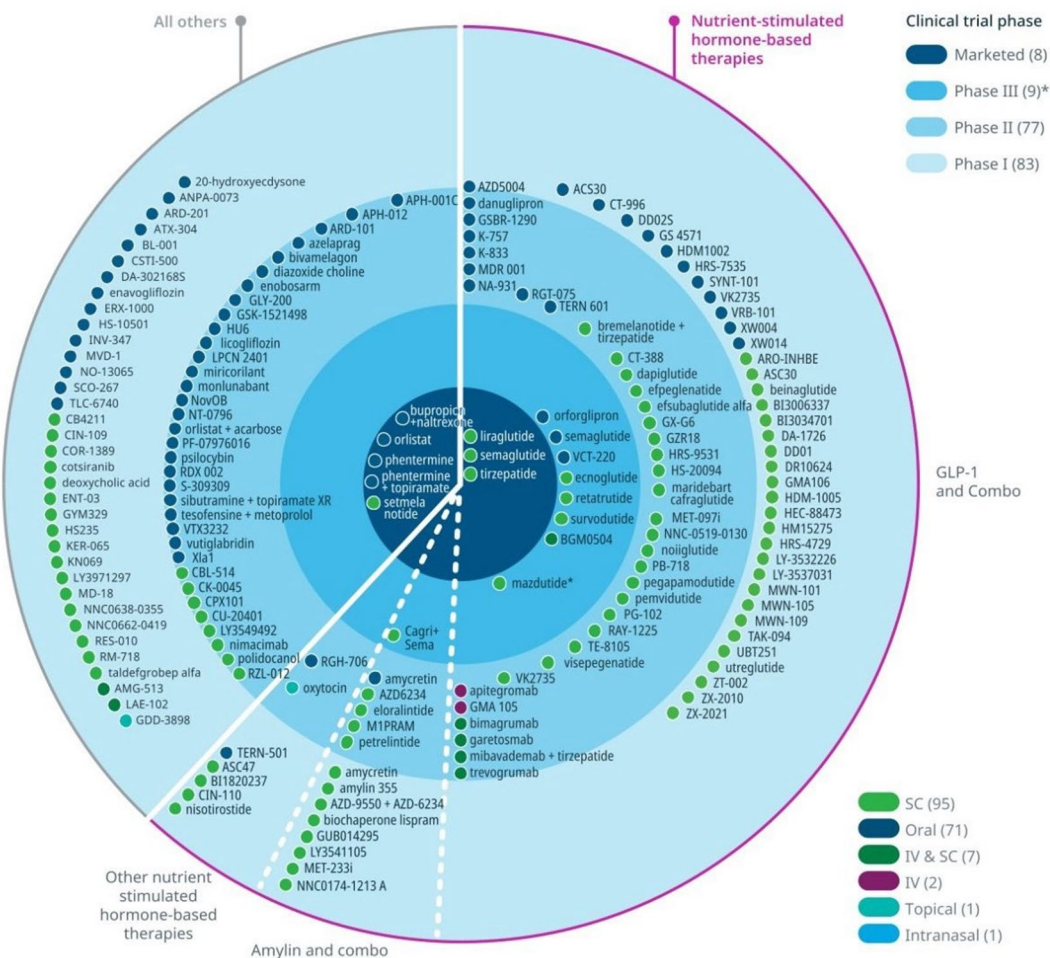 All others
Nutrient-stimulated
hormone-based
therapies
Clinical trial phase
Marketed (8)
Phase III (9)*
Phase II (77)
Phase I (83)
20-hydroxyecdysone
ANPA-0073
ARD-201
ATX-304
BL-001
CSTI-500
DA-302168S
enavogliflozin
ERX-1000
HS-10501
INV-347
MVD-1
NO-13065
SCO-267
TLC-6740
CB4211
CIN-109
COR-1389
cotsiranib
deoxycholic acid
ENT-03
GYM329
HS235
KER-065
KN069
LY3971297
MD-18
NNC0638-0355
NNC0662-0419
RES-010
RM-718
taldefgrobep alfa
AMG-513
LAE-102
GDD-3898
APH-001C
APH-012
ARD-101
azelaprag
bivamelagon
diazoxide choline
enobosarm
GLY-200
GSK-1521498
HU6
licogliflozin
LPCN 2401
miricorilant
monlunabant
NovOB
NT-0796
orlistat + acarbose
PF-07976016
psilocybin
RDX 002
S-309309
sibutramine + topiramate XR
tesofensine + metoprolol
VTX3232
vutiglabridin
Xla1
CBL-514
CK-0045
CPX101
CU-20401
LY3549492
nimacimab
polidocanol
RZL-012
bupropion
+naltrexone
orlistat
phentermine
phentermine
+ topiramate
setmela
notide
liraglutide
semaglutide
tirzepatide
orforglipron
semaglutide
VCT-220
ecnoglutide
retatrutide
survodutide
BGM0504
mazdutide*
Cagri+
Sema
AZD5004
danuglipron
GSBR-1290
K-757
K-833
MDR 001
NA-931
RGT-075
TERN 601
bremelanotide +
tirzepatide
CT-388
dapiglutide
efpeglenatide
efsubaglutide alfa
GX-G6
GZR18
HRS-9531
HS-20094
maridebart
cafraglutide
MET-097i
NNC-0519-0130
noiiglutide
PB-718
pegapamodutide
pemvidutide
PG-102
RAY-1225
TE-8105
visepegenatide
VK2735
apitegromab
GMA 105
bimagrumab
garetosmab
mibavademab + tirzepatide
trevogrumab
ACS30
CT-996
DD02S
GS 4571
HDM1002
HRS-7535
SYNT-101
VK2735
VRB-101
XW004
XW014
ARO-INHBE
ASC30
beinaglutide
BI3006337
BI3034701
DA-1726
DD01
DR10624
GMA106
HDM-1005
HEC-88473
HM15275
HRS-4729
LY-3532226
LY-3537031
MWN-101
MWN-105
MWN-109
TAK-094
UBT251
utreglutide
ZT-002
ZX-2010
ZX-2021
GLP-1
and Combo
RGH-706
oxytocin
amycretin
AZD6234
eloralintide
M1PRAM
petrelintide
TERN-501
ASC47
BI1820237
CIN-110
nisotirostide
amycretin
amylin 355
AZD-9550 + AZD-6234
biochaperone lispram
GUB014295
LY3541105
MET-233i
NNC0174-1213 A
Other nutrient
stimulated
hormone-based
therapies
Amylin and combo
SC (95)
Oral (71)
IV & SC (7)
IV (2)
Topical (1)
Intranasal (1)